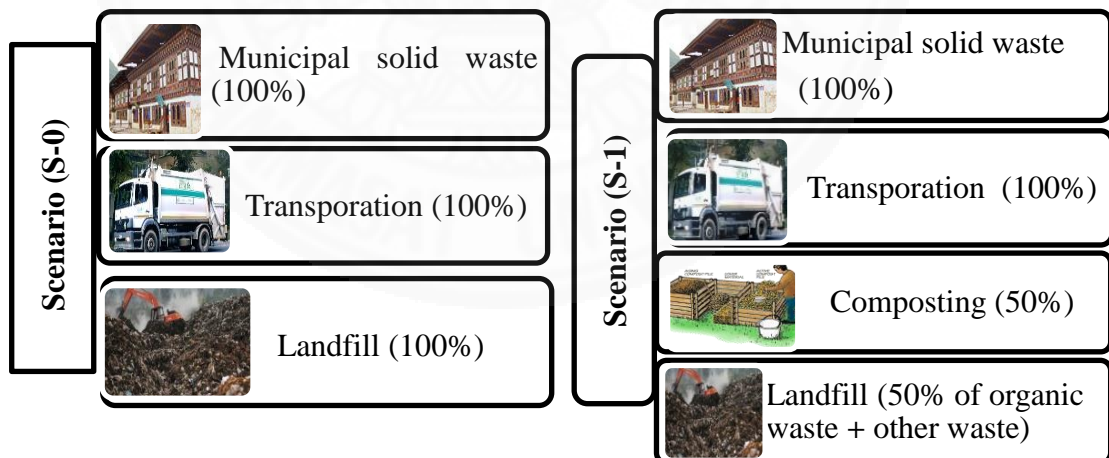 Scenario (S-0)
Municipal solid waste
(100%)
Transporation (100%)
Landfill (100%)
Scenario (S-1)
Municipal solid waste
(100%)
Transporation (100%)
Composting (50%)
Landfill (50% of organic
waste + other waste)